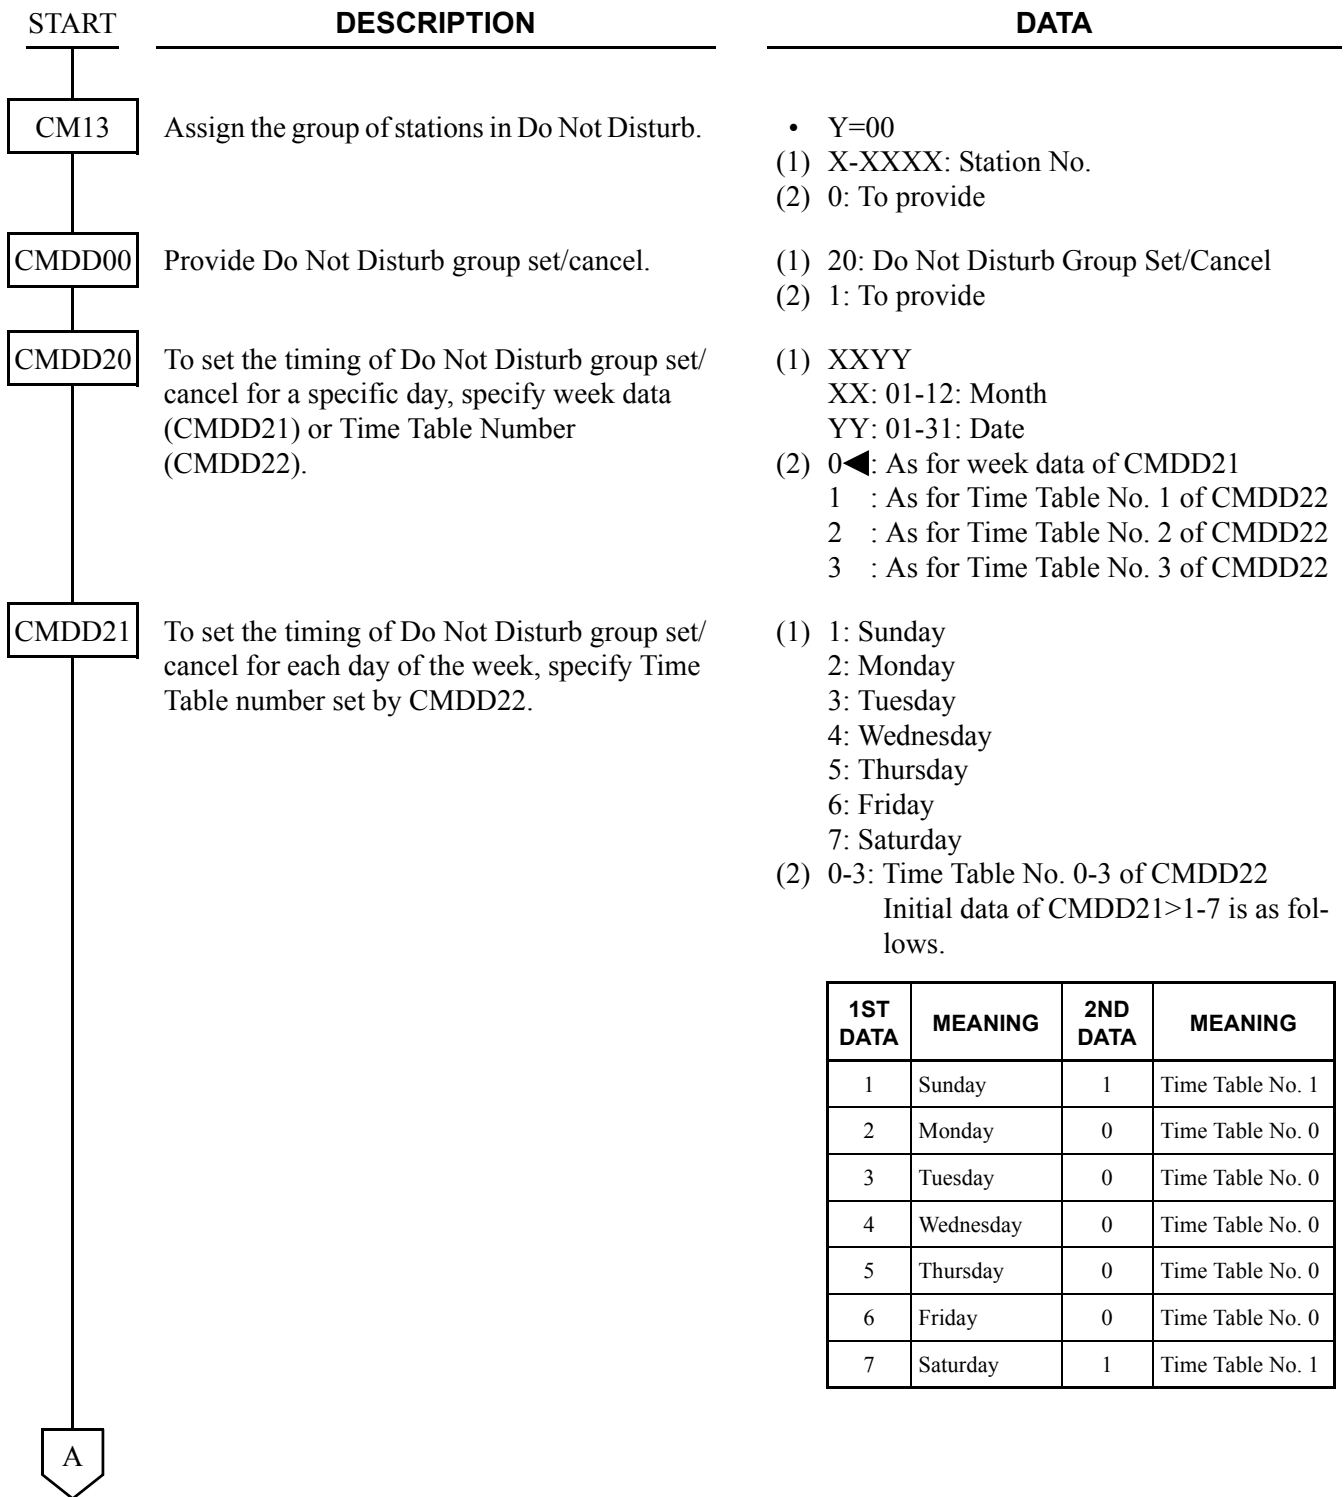 START DESCRIPTION DATA
CM13 Assign the group of stations in Do Not Disturb. • Y=00
(1) X-XXXX: Station No.
(2) 0: To provide
CMDD00 Provide Do Not Disturb group set/cancel. (1) 20: Do Not Disturb Group Set/Cancel
(2) 1: To provide
CMDD20 To set the timing of Do Not Disturb group set/
cancel for a specific day, specify week data
(CMDD21) or Time Table Number
(CMDD22).
(1) XXYY
XX: 01-12: Month
YY: 01-31: Date
(2) 0◀: As for week data of CMDD21
1 : As for Time Table No. 1 of CMDD22
2 : As for Time Table No. 2 of CMDD22
3 : As for Time Table No. 3 of CMDD22
CMDD21 To set the timing of Do Not Disturb group set/
cancel for each day of the week, specify Time
Table number set by CMDD22.
(1) 1: Sunday
2: Monday
3: Tuesday
4: Wednesday
5: Thursday
6: Friday
7: Saturday
(2) 0-3: Time Table No. 0-3 of CMDD22
Initial data of CMDD21>1-7 is as fol-
lows.
1ST DATA MEANING 2ND DATA MEANING
1 Sunday 1 Time Table No. 1
2 Monday 0 Time Table No. 0
3 Tuesday 0 Time Table No. 0
4 Wednesday 0 Time Table No. 0
5 Thursday 0 Time Table No. 0
6 Friday 0 Time Table No. 0
7 Saturday 1 Time Table No. 1
A